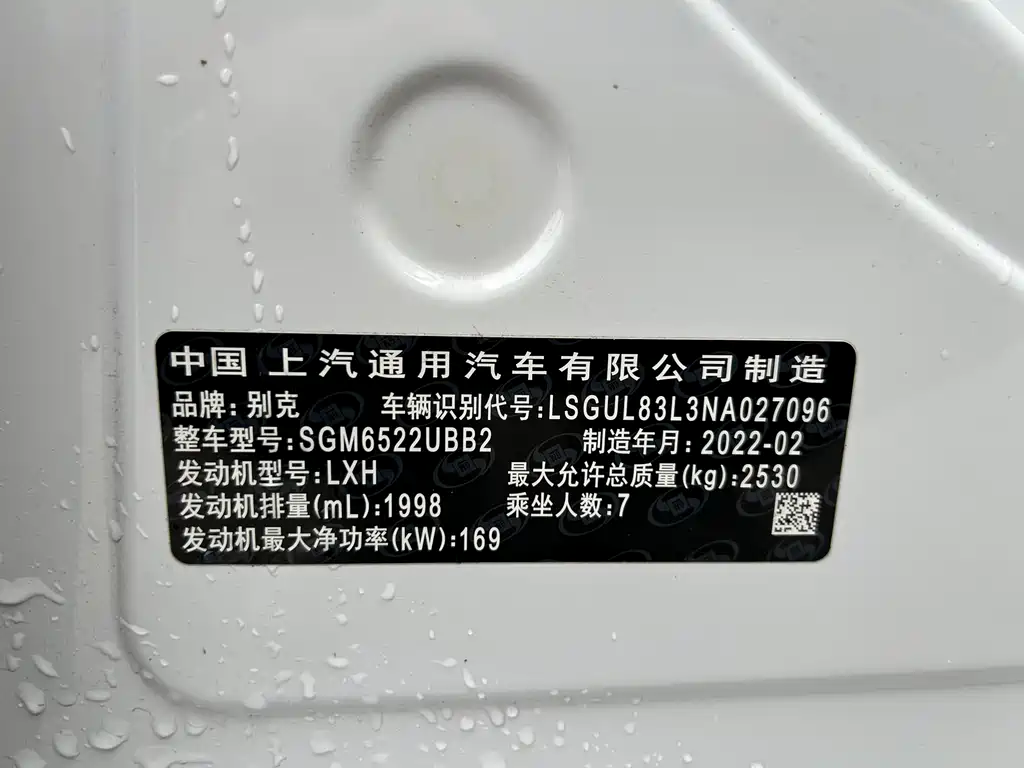 中国 上汽通用汽车有限公司制造
品牌: 别克 车辆识别代号:LSGUL83L3NA027096
整车型号:SGM6522UBB2 制造年月: 2022-02
发动机型号:LXH 最大允许总质量(kg):2530
发动机排量(mL):1998 乘坐人数:7
发动机最大净功率(kW):169